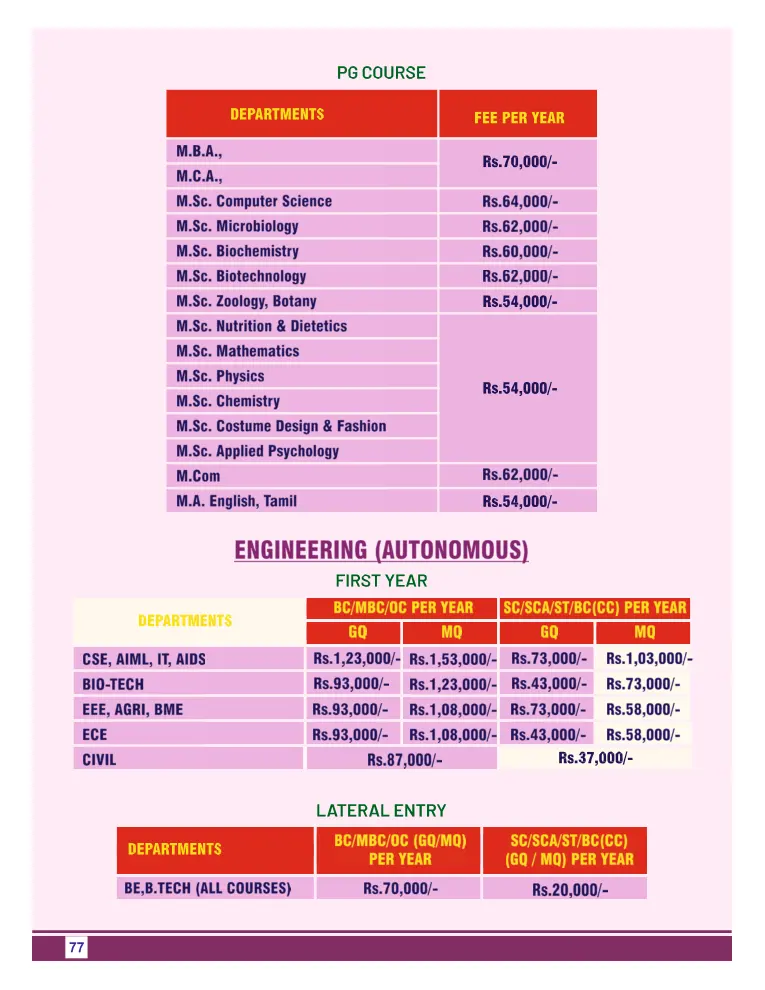 PG COURSE
DEPARTMENTS FEE PER YEAR
M.B.A.,
Rs.70,000/-
M.C.A.,
M.Sc. Computer Science Rs.64,000/-
M.Sc. Microbiology Rs.62,000/-
M.Sc. Biochemistry Rs.60,000/-
M.Sc. Biotechnology Rs.62,000/-
M.Sc. Zoology, Botany Rs.54,000/-
M.Sc. Nutrition & Dietetics
M.Sc. Mathematics
M.Sc. Physics
Rs.54,000/-
M.Sc. Chemistry
M.Sc. Costume Design & Fashion
M.Sc. Applied Psychology
M.Com Rs.62,000/-
M.A. English, Tamil Rs.54,000/-
ENGINEERING (AUTONOMOUS)
FIRST YEAR
DEPARTMENTS BC/MBC/OC PER YEAR SC/SCA/ST/BC(CC) PER YEAR
GQ MQ GQ MQ
CSE, AIML, IT, AIDS Rs.1,23,000/- Rs.1,53,000/- Rs.73,000/- Rs.1,03,000/-
BIO-TECH Rs.93,000/- Rs.1,23,000/- Rs.43,000/- Rs.73,000/-
EEE, AGRI, BME Rs.93,000/- Rs.1,08,000/- Rs.73,000/- Rs.58,000/-
ECE Rs.93,000/- Rs.1,08,000/- Rs.43,000/- Rs.58,000/-
CIVIL Rs.87,000/- Rs.37,000/-
LATERAL ENTRY
DEPARTMENTS BC/MBC/OC (GQ/MQ) PER YEAR SC/SCA/ST/BC(CC) (GQ / MQ) PER YEAR
BE,B.TECH (ALL COURSES) Rs.70,000/- Rs.20,000/-
77